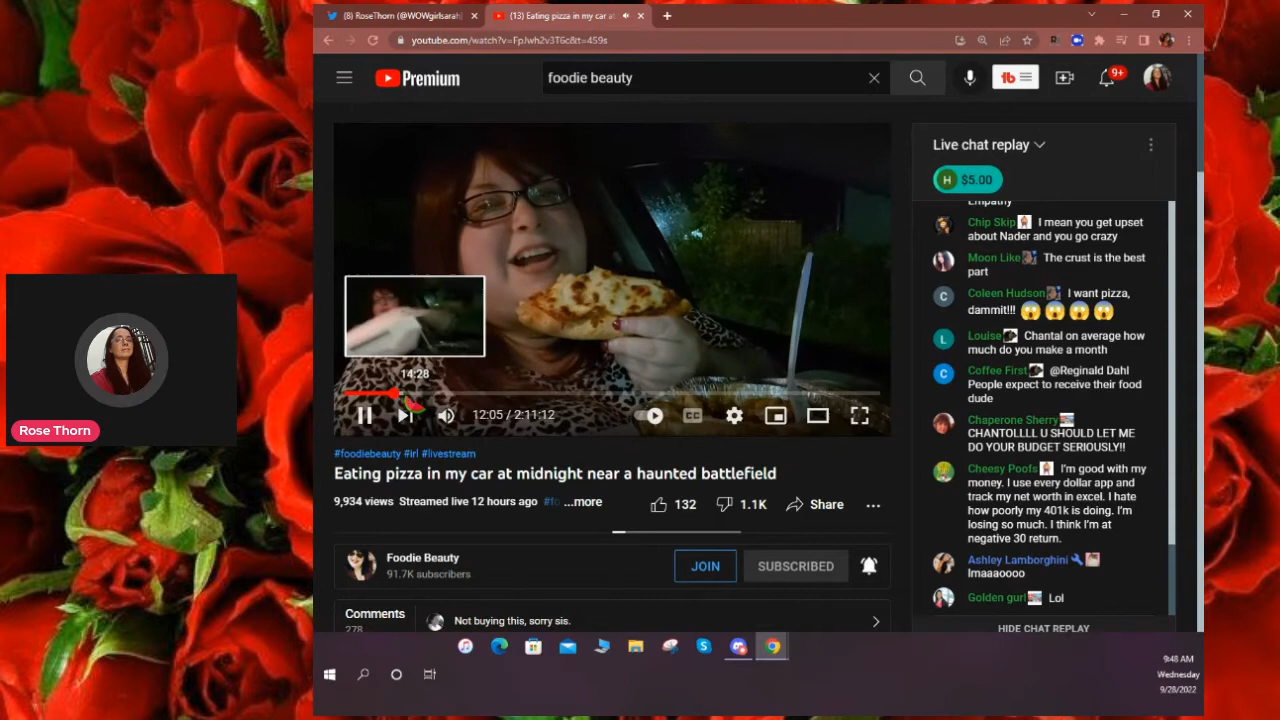 (8) RoseThorn (@WOWgirlsarah)
(13) Eating pizza in my car at
youtube.com/watch?v=FpJwh2v3TGc&t=459s
Premium
foodie beauty
9+
Live chat replay
H $5.00
Empathy
Chip Skip I mean you get upset
about Nader and you go crazy
Moon Like The crust is the best
part
C
Coleen Hudson I want pizza,
dammit!!!
L
Louise Chantal on average how
much do you make a month
C
Coffee First @Reginald Dahl
People expect to receive their food
dude
Chaperone Sherry
CHANTOLLLL U SHOULD LET ME
DO YOUR BUDGET SERIOUSLY!!
Cheesy Poofs I'm good with my
money. I use every dollar app and
track my net worth in excel. I hate
how poorly my 401k is doing. I'm
losing so much. I think I'm at
negative 30 return.
Ashley Lamborghini
lmaaaoooo
Golden gurl Lol
HIDE CHAT REPLAY
14:28
12:05 / 2:11:12
CC
#foodiebeauty #irl #livestream
Eating pizza in my car at midnight near a haunted battlefield
9,934 views Streamed live 12 hours ago #fo ...more
132
1.1K
Share
Foodie Beauty
91.7K subscribers
JOIN
SUBSCRIBED
Comments
278
Not buying this, sorry sis.
Rose Thorn
9:48 AM
Wednesday
9/28/2022